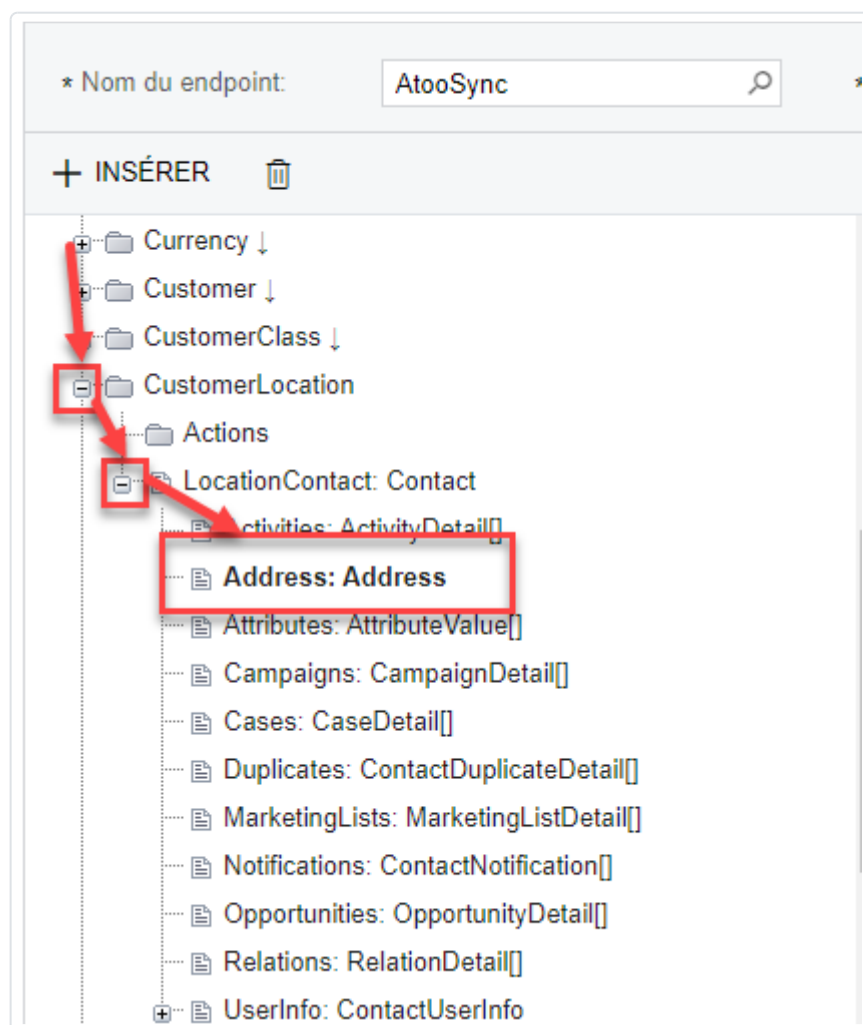 * Nom du endpoint: AtooSync *
INSÉRER
Currency ↓
Customer ↓
CustomerClass ↓
CustomerLocation
Actions
LocationContact: Contact
Activities: ActivityDetail[]
Address: Address
Attributes: AttributeValue[]
Campaigns: CampaignDetail[]
Cases: CaseDetail[]
Duplicates: ContactDuplicateDetail[]
MarketingLists: MarketingListDetail[]
Notifications: ContactNotification[]
Opportunities: OpportunityDetail[]
Relations: RelationDetail[]
UserInfo: ContactUserInfo